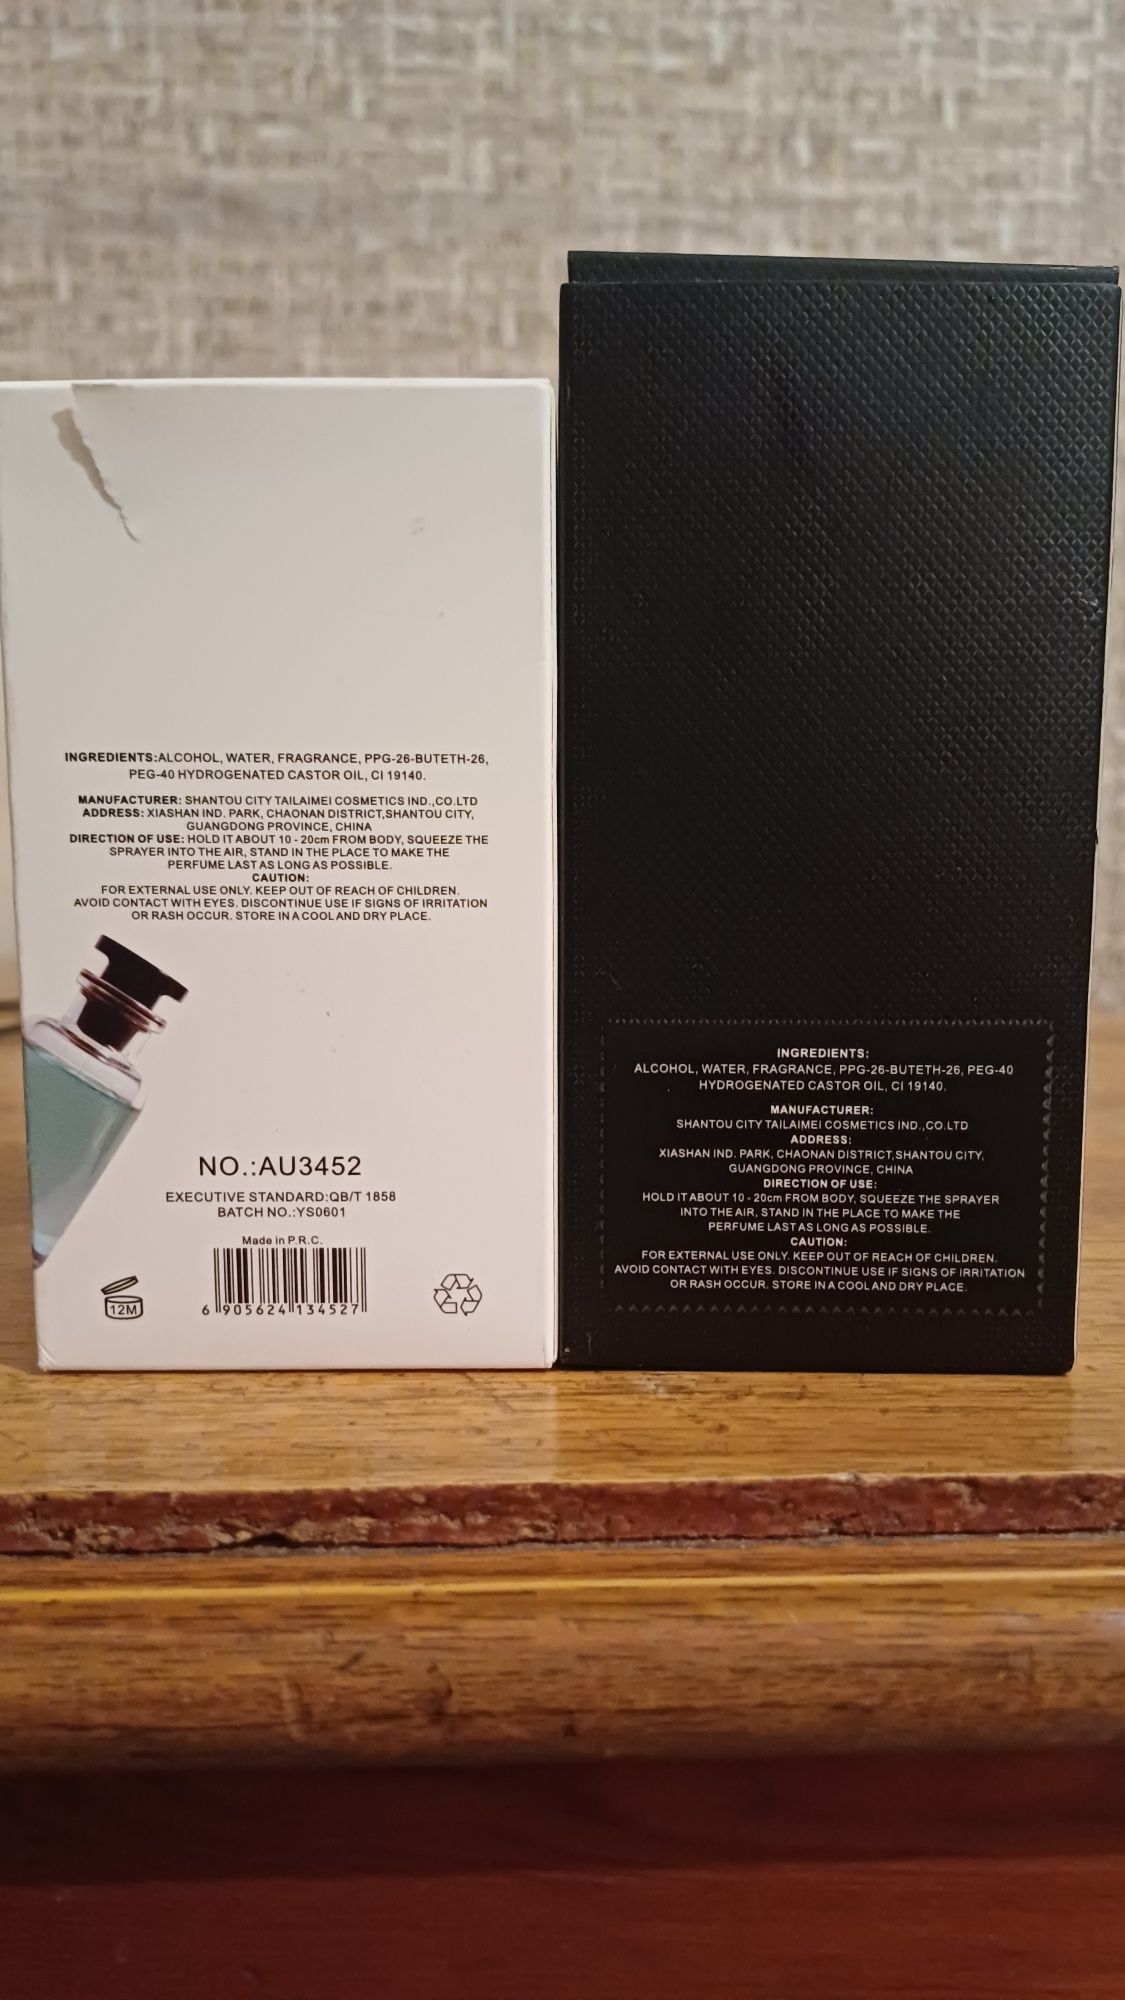 INGREDIENTS:ALCOHOL, WATER, FRAGRANCE, PPG-26-BUTETH-26,
PEG-40 HYDROGENATED CASTOR OIL, CI 19140.
MANUFACTURER: SHANTOU CITY TAILAIMEI COSMETICS IND.,CO.LTD
ADDRESS: XIASHAN IND. PARK, CHAONAN DISTRICT,SHANTOU CITY,
GUANGDONG PROVINCE, CHINA
DIRECTION OF USE: HOLD IT ABOUT 10 - 20cm FROM BODY, SQUEEZE THE
SPRAYER INTO THE AIR, STAND IN THE PLACE TO MAKE THE
PERFUME LAST AS LONG AS POSSIBLE.
CAUTION:
FOR EXTERNAL USE ONLY. KEEP OUT OF REACH OF CHILDREN.
AVOID CONTACT WITH EYES. DISCONTINUE USE IF SIGNS OF IRRITATION
OR RASH OCCUR. STORE IN A COOL AND DRY PLACE.
NO.:AU3452
EXECUTIVE STANDARD:QB/T 1858
BATCH NO.:YS0601
Made in P.R.C.
12M
6 905624 134527
INGREDIENTS:
ALCOHOL, WATER, FRAGRANCE, PPG-26-BUTETH-26, PEG-40
HYDROGENATED CASTOR OIL, CI 19140.
MANUFACTURER:
SHANTOU CITY TAILAIMEI COSMETICS IND.,CO.LTD
ADDRESS:
XIASHAN IND. PARK, CHAONAN DISTRICT,SHANTOU CITY,
GUANGDONG PROVINCE, CHINA
DIRECTION OF USE:
HOLD IT ABOUT 10 - 20cm FROM BODY, SQUEEZE THE SPRAYER
INTO THE AIR, STAND IN THE PLACE TO MAKE THE
PERFUME LAST AS LONG AS POSSIBLE.
CAUTION:
FOR EXTERNAL USE ONLY. KEEP OUT OF REACH OF CHILDREN.
AVOID CONTACT WITH EYES. DISCONTINUE USE IF SIGNS OF IRRITATION
OR RASH OCCUR. STORE IN A COOL AND DRY PLACE.